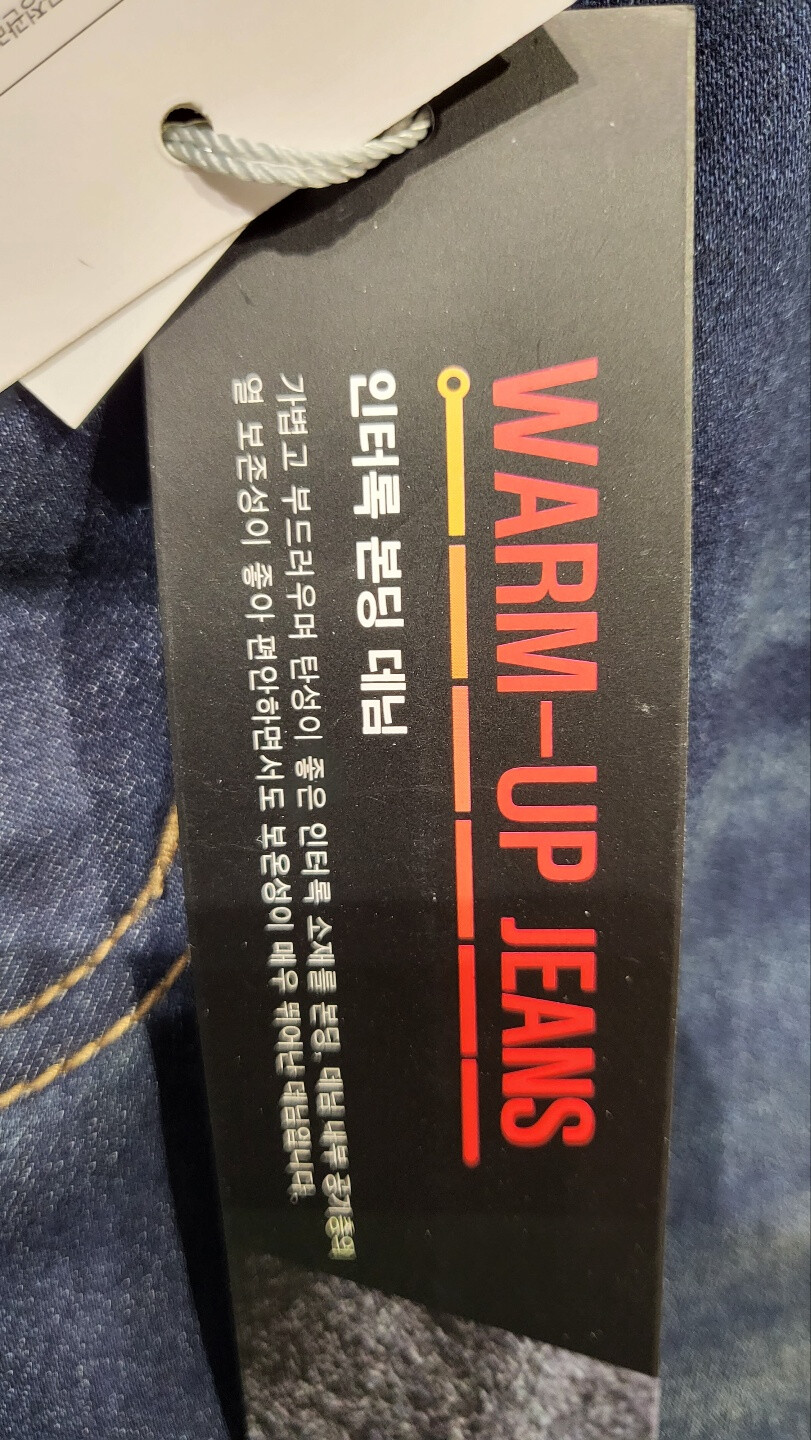 WARM-UP JEANS
인터록 본딩 데님
가볍고 부드러우며 탄성이 좋은 인터록 소재를 본딩, 데님 내부 공기층의
열 보존성이 좋아 편안하면서도 보온성이 매우 뛰어난 데님입니다.